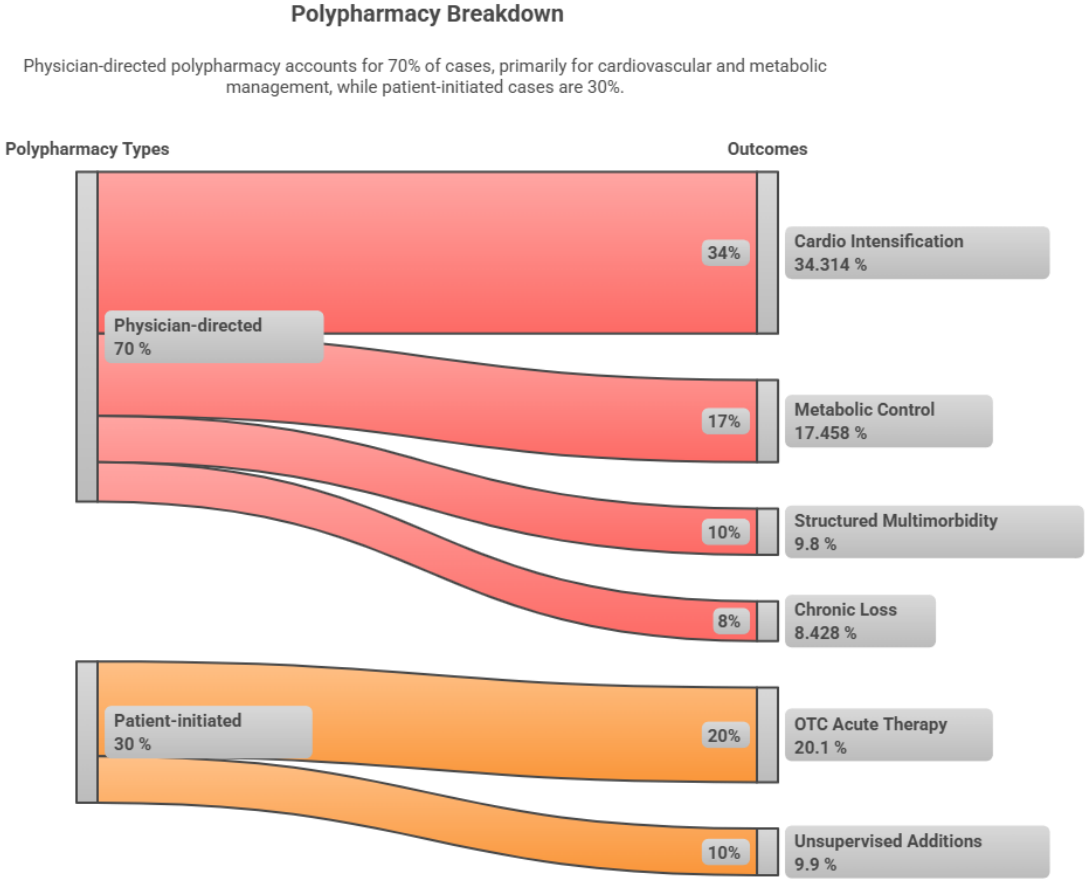 Polypharmacy Breakdown
Physician-directed polypharmacy accounts for 70% of cases, primarily for cardiovascular and metabolic
management, while patient-initiated cases are 30%.
Polypharmacy Types
Outcomes
Physician-directed
70 %
34%
Cardio Intensification
34.314 %
17%
Metabolic Control
17.458 %
10%
Structured Multimorbidity
9.8 %
8%
Chronic Loss
8.428 %
Patient-initiated
30 %
20%
OTC Acute Therapy
20.1 %
10%
Unsupervised Additions
9.9 %